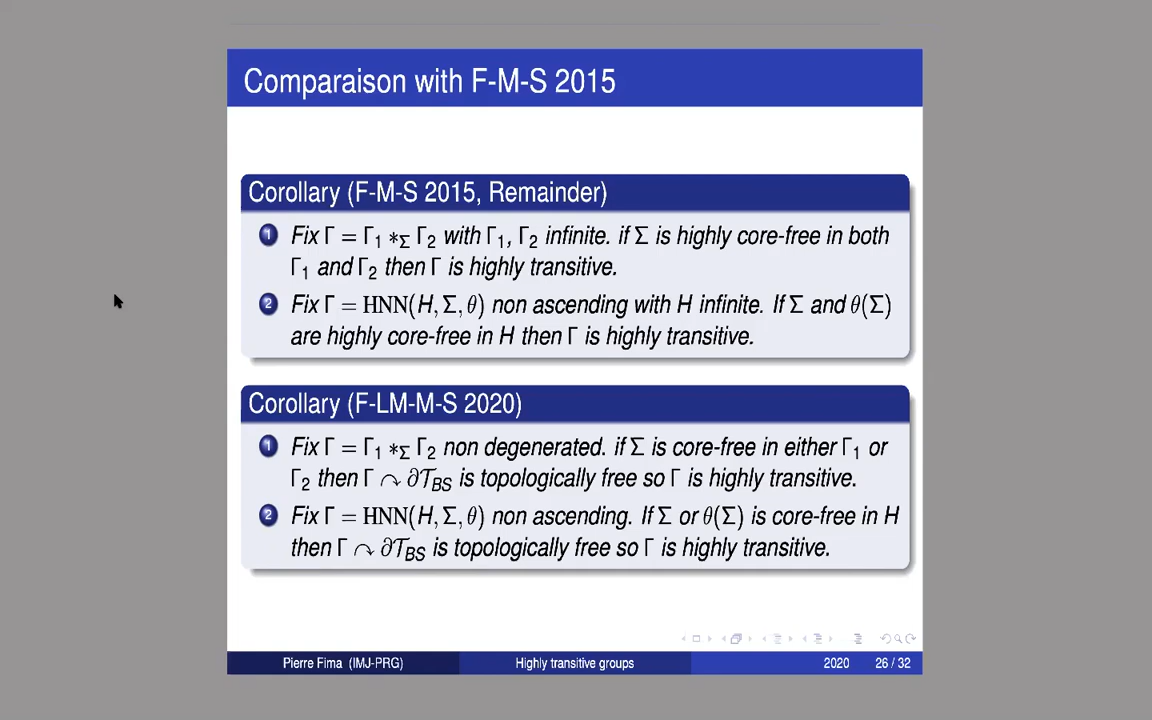 Comparaison with F-M-S 2015
Corollary (F-M-S 2015, Remainder)
1 Fix Γ = Γ₁ ∗_Σ Γ₂ with Γ₁, Γ₂ infinite. if Σ is highly core-free in both
Γ₁ and Γ₂ then Γ is highly transitive.
2 Fix Γ = HNN(H, Σ, θ) non ascending with H infinite. If Σ and θ(Σ)
are highly core-free in H then Γ is highly transitive.
Corollary (F-LM-M-S 2020)
1 Fix Γ = Γ₁ ∗_Σ Γ₂ non degenerated. if Σ is core-free in either Γ₁ or
Γ₂ then Γ ↷ ∂𝒯_BS is topologically free so Γ is highly transitive.
2 Fix Γ = HNN(H, Σ, θ) non ascending. If Σ or θ(Σ) is core-free in H
then Γ ↷ ∂𝒯_BS is topologically free so Γ is highly transitive.
Pierre Fima (IMJ-PRG) Highly transitive groups 2020 26 / 32